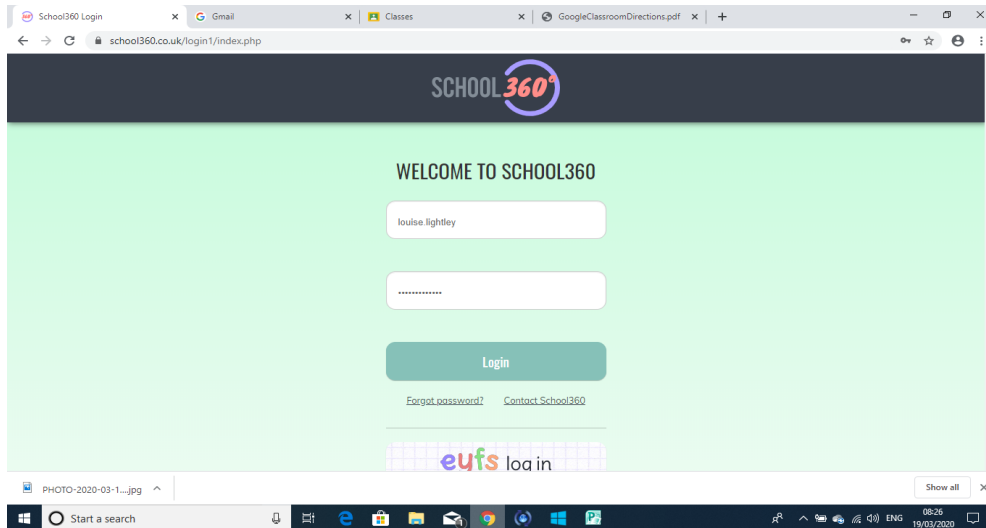 School360 Login
Gmail
Classes
GoogleClassroomDirections.pdf
school360.co.uk/login1/index.php
SCHOOL 360°
WELCOME TO SCHOOL360
louise.lightley
Login
Forgot password?
Contact School360
eyfs log in
PHOTO-2020-03-1....jpg
Show all
Start a search
ENG
08:26
19/03/2020